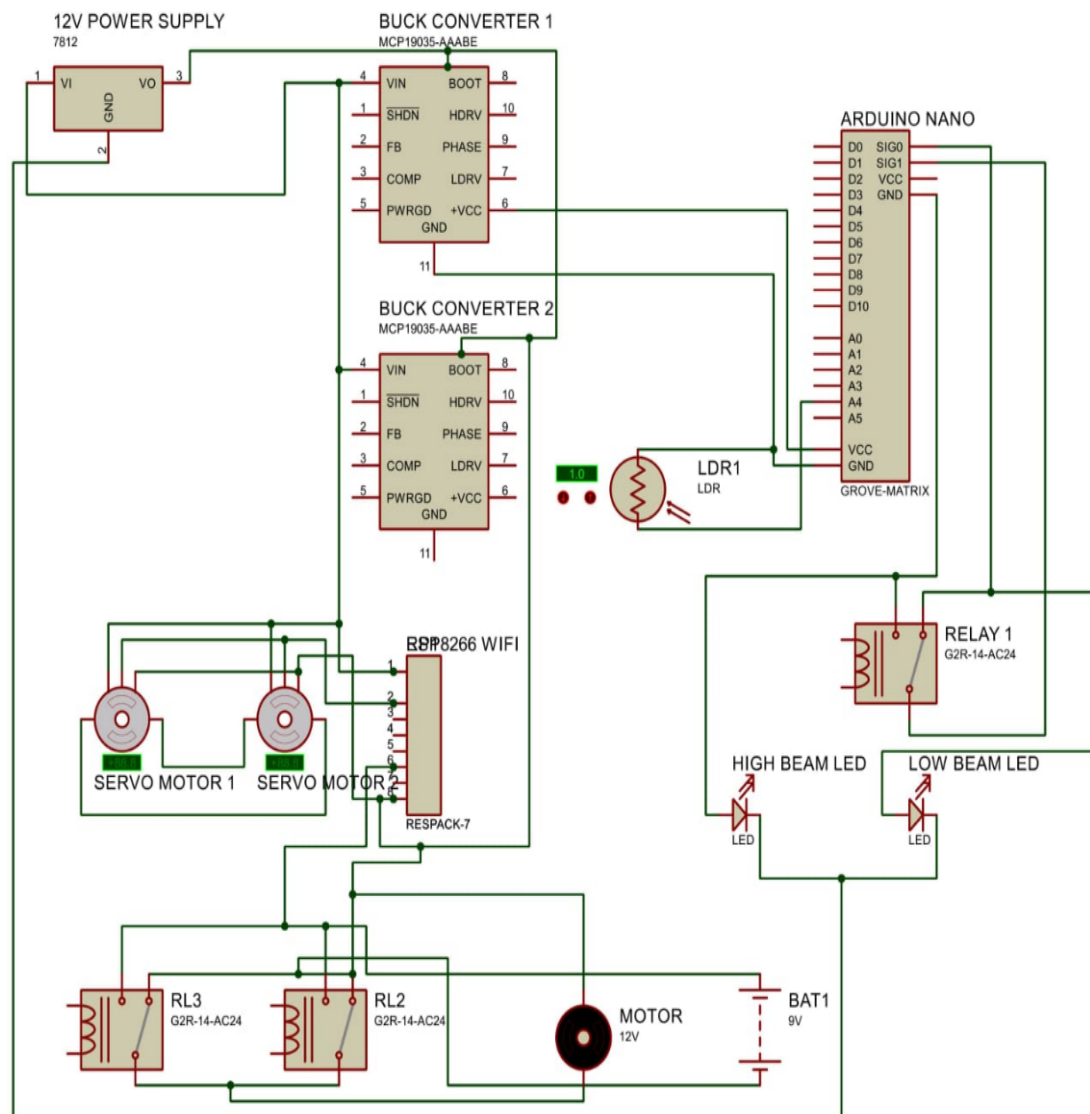 12V POWER SUPPLY
7812
1
VI
VO
3
GND
2
BUCK CONVERTER 1
MCP19035-AAABE
4
VIN
BOOT
8
1
SHDN
HDRV
10
2
FB
PHASE
9
3
COMP
LDRV
7
5
PWRGD
+VCC
6
GND
11
BUCK CONVERTER 2
MCP19035-AAABE
4
VIN
BOOT
8
1
SHDN
HDRV
10
2
FB
PHASE
9
3
COMP
LDRV
7
5
PWRGD
+VCC
6
GND
11
ARDUINO NANO
D0
SIG0
D1
SIG1
D2
VCC
D3
GND
D4
D5
D6
D7
D8
D9
D10
A0
A1
A2
A3
A4
A5
VCC
GND
GROVE-MATRIX
1.0
LDR1
LDR
RELAY 1
G2R-14-AC24
8266 WIFI
1
2
3
4
5
6
7
8
RESPACK-7
+88.8
SERVO MOTOR 1
+88.8
SERVO MOTOR 2
HIGH BEAM LED
LED
LOW BEAM LED
LED
RL3
G2R-14-AC24
RL2
G2R-14-AC24
MOTOR
12V
BAT1
9V